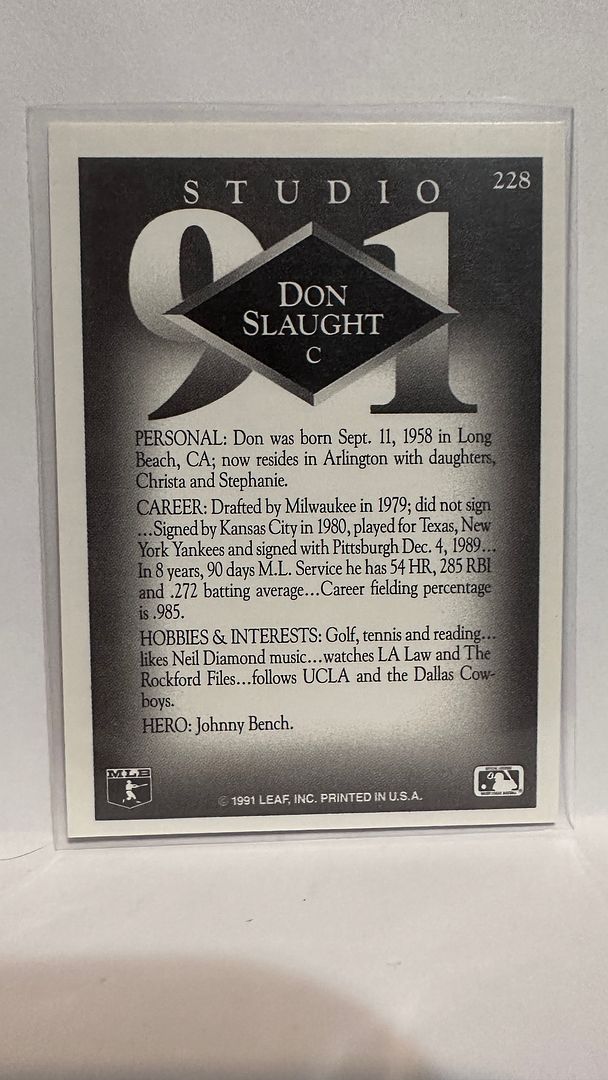 STUDIO
228
91
DON
SLAUGHT
C
PERSONAL: Don was born Sept. 11, 1958 in Long
Beach, CA; now resides in Arlington with daughters,
Christa and Stephanie.
CAREER: Drafted by Milwaukee in 1979; did not sign
...Signed by Kansas City in 1980, played for Texas, New
York Yankees and signed with Pittsburgh Dec. 4, 1989...
In 8 years, 90 days M.L. Service he has 54 HR, 285 RBI
and .272 batting average...Career fielding percentage
is .985.
HOBBIES & INTERESTS: Golf, tennis and reading...
likes Neil Diamond music...watches LA Law and The
Rockford Files...follows UCLA and the Dallas Cow-
boys.
HERO: Johnny Bench.
MLB
© 1991 LEAF, INC. PRINTED IN U.S.A.